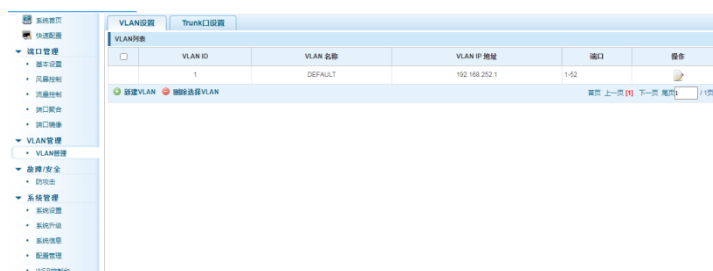 系统首页
快速配置
端口管理
基本设置
风暴控制
流量控制
端口聚合
端口镜像
VLAN管理
VLAN管理
故障/安全
防攻击
系统管理
系统设置
系统升级
系统信息
配置管理
VLAN设置 Trunk口设置
VLAN列表
VLAN ID VLAN 名称 VLAN IP 地址 端口 操作
1 DEFAULT 192.168.252.1 1-52
新建VLAN 删除选择VLAN 首页 上一页 [1] 下一页 尾页 1 / 1页